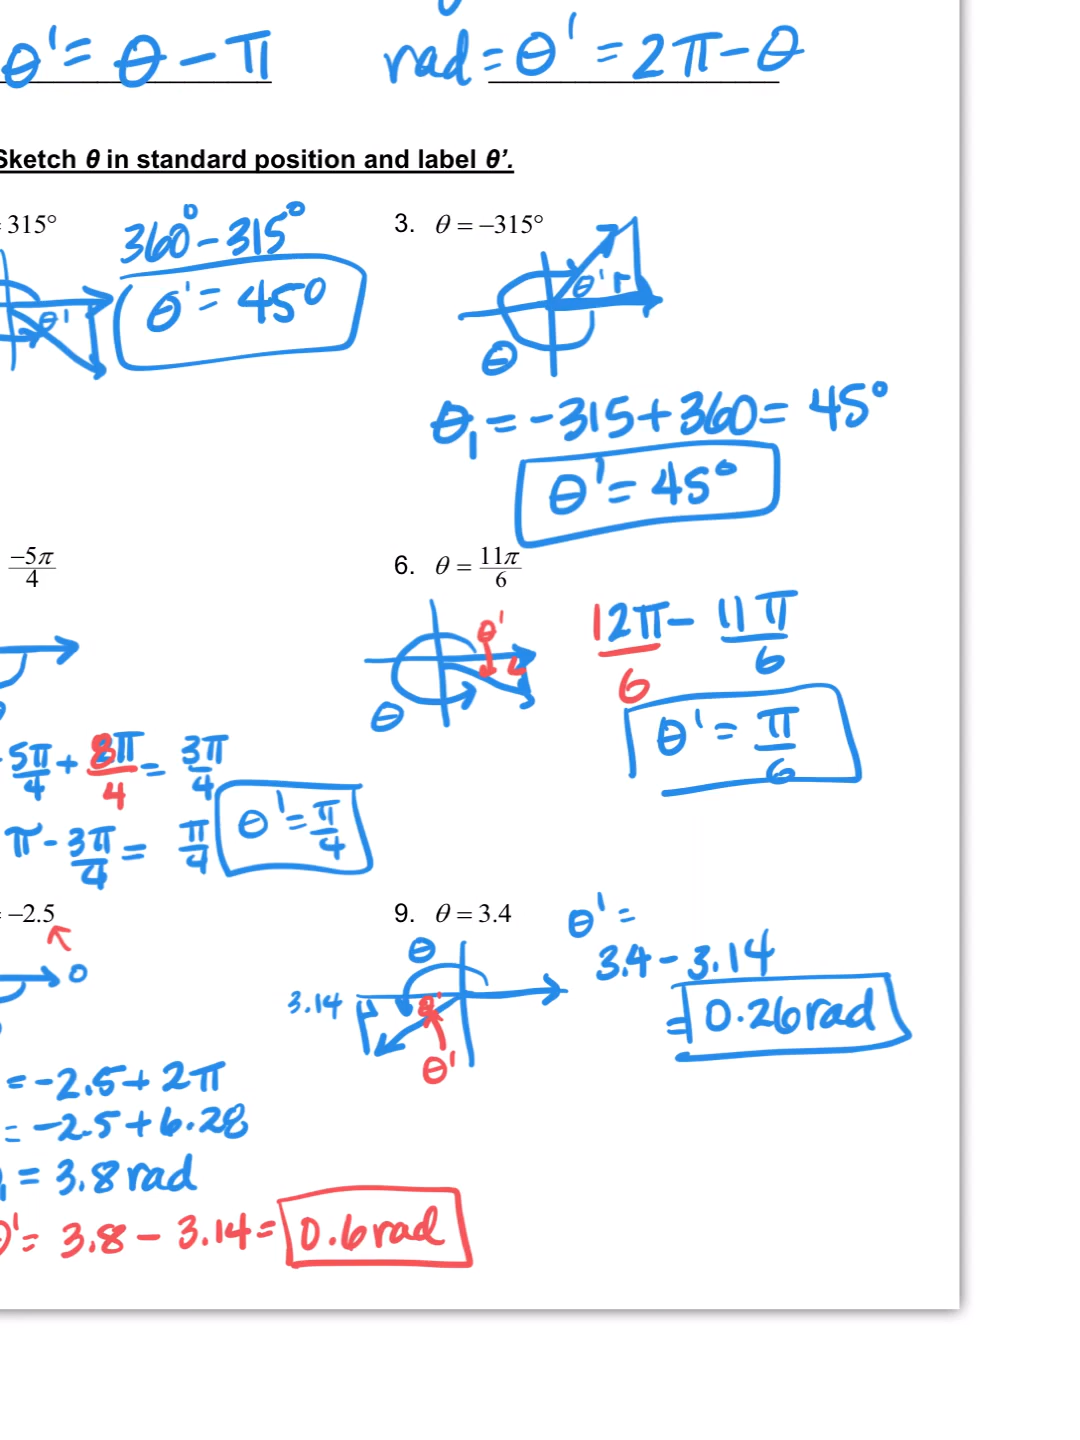 θ' = θ - π
rad = θ' = 2π - θ
Sketch θ in standard position and label θ'.
= 315°
360° - 315°
θ' = 45°
θ'
3. θ = -315°
θ'
θ
θ₁ = -315 + 360 = 45°
θ' = 45°
-5π/4
5π/4 + 8π/4 = 3π/4
π - 3π/4 = π/4
θ' = π/4
6. θ = 11π/6
θ'
θ
12π/6 - 11π/6
θ' = π/6
= -2.5
0
= -2.5 + 2π
= -2.5 + 6.28
₁ = 3.8 rad
θ' = 3.8 - 3.14 = 0.6 rad
9. θ = 3.4
θ
3.14
θ'
θ'
θ' =
3.4 - 3.14
= 0.26 rad